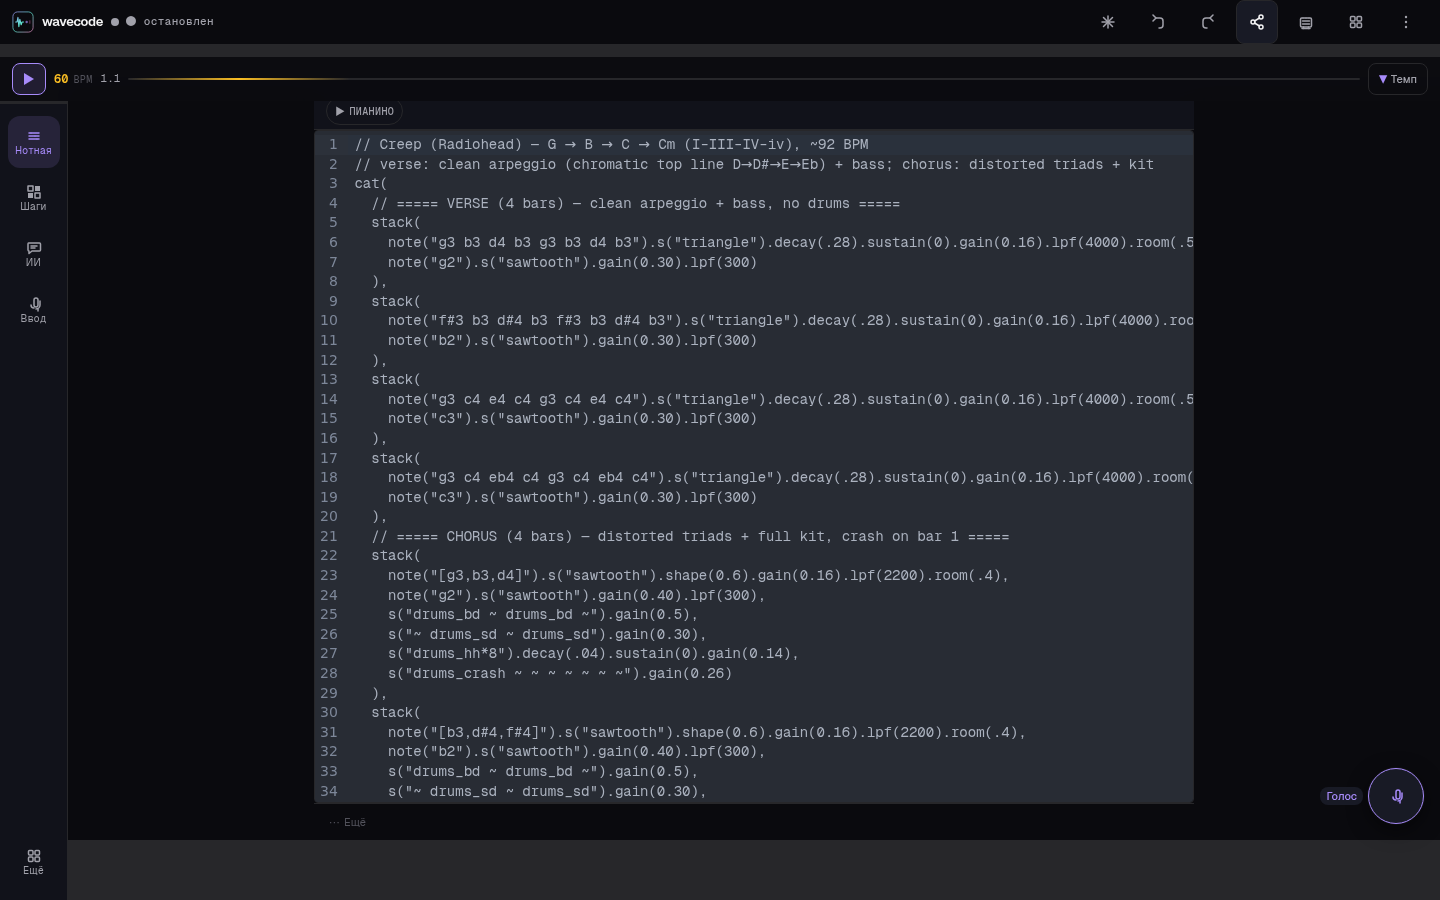 wavecode
остановлен
60 BPM 1.1
Темп
Нотная
Шаги
ИИ
Ввод
Ещё
ПИАНИНО
1 // Creep (Radiohead) — G → B → C → Cm (I-III-IV-iv), ~92 BPM
2 // verse: clean arpeggio (chromatic top line D→D#→E→Eb) + bass; chorus: distorted triads + kit
3 cat(
4 // ===== VERSE (4 bars) — clean arpeggio + bass, no drums =====
5 stack(
6 note("g3 b3 d4 b3 g3 b3 d4 b3").s("triangle").decay(.28).sustain(0).gain(0.16).lpf(4000).room(.5
7 note("g2").s("sawtooth").gain(0.30).lpf(300)
8 ),
9 stack(
10 note("f#3 b3 d#4 b3 f#3 b3 d#4 b3").s("triangle").decay(.28).sustain(0).gain(0.16).lpf(4000).roo
11 note("b2").s("sawtooth").gain(0.30).lpf(300)
12 ),
13 stack(
14 note("g3 c4 e4 c4 g3 c4 e4 c4").s("triangle").decay(.28).sustain(0).gain(0.16).lpf(4000).room(.5
15 note("c3").s("sawtooth").gain(0.30).lpf(300)
16 ),
17 stack(
18 note("g3 c4 eb4 c4 g3 c4 eb4 c4").s("triangle").decay(.28).sustain(0).gain(0.16).lpf(4000).room(
19 note("c3").s("sawtooth").gain(0.30).lpf(300)
20 ),
21 // ===== CHORUS (4 bars) — distorted triads + full kit, crash on bar 1 =====
22 stack(
23 note("[g3,b3,d4]").s("sawtooth").shape(0.6).gain(0.16).lpf(2200).room(.4),
24 note("g2").s("sawtooth").gain(0.40).lpf(300),
25 s("drums_bd ~ drums_bd ~").gain(0.5),
26 s("~ drums_sd ~ drums_sd").gain(0.30),
27 s("drums_hh*8").decay(.04).sustain(0).gain(0.14),
28 s("drums_crash ~ ~ ~ ~ ~ ~ ~").gain(0.26)
29 ),
30 stack(
31 note("[b3,d#4,f#4]").s("sawtooth").shape(0.6).gain(0.16).lpf(2200).room(.4),
32 note("b2").s("sawtooth").gain(0.40).lpf(300),
33 s("drums_bd ~ drums_bd ~").gain(0.5),
34 s("~ drums_sd ~ drums_sd").gain(0.30),
··· Ещё
Голос